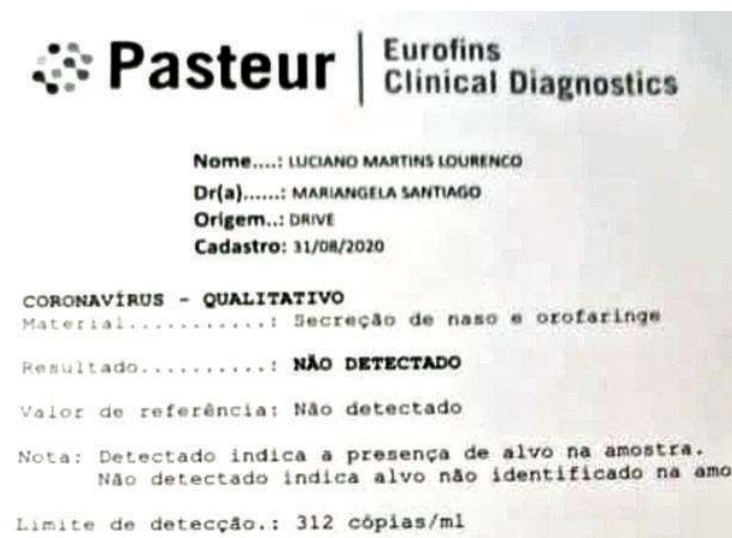 Pasteur
Eurofins
Clinical Diagnostics
Nome....: LUCIANO MARTINS LOURENCO
Dr(a)......: MARIANGELA SANTIAGO
Origem..: DRIVE
Cadastro: 31/08/2020
CORONAVÍRUS - QUALITATIVO
Material...........: Secreção de naso e orofaringe
Resultado..........: NÃO DETECTADO
Valor de referência: Não detectado
Nota: Detectado indica a presença de alvo na amostra.
Não detectado indica alvo não identificado na amo
Limite de detecção.: 312 cópias/ml